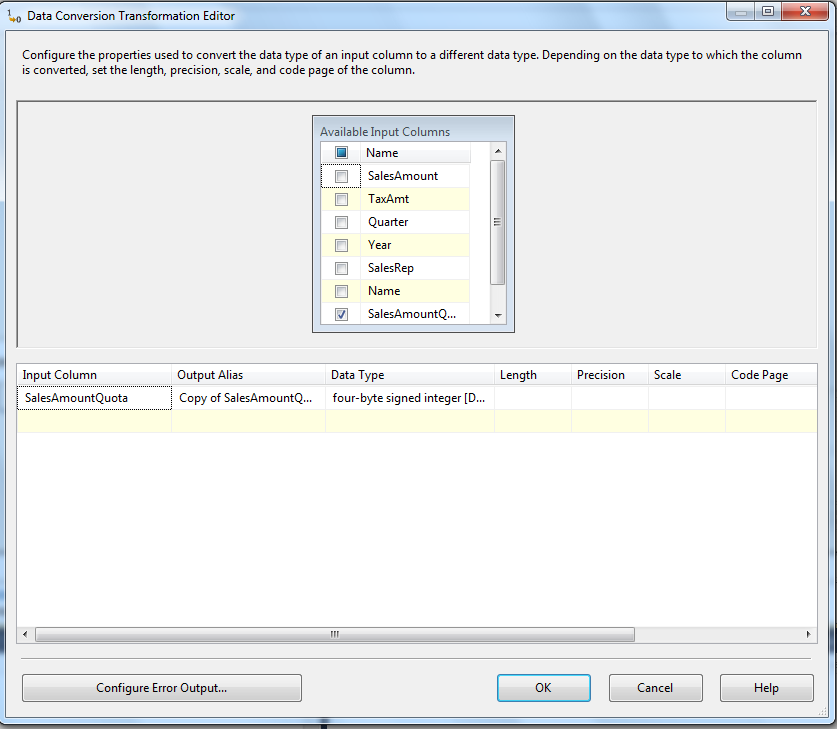 Data Conversion Transformation Editor
Configure the properties used to convert the data type of an input column to a different data type. Depending on the data type to which the column
is converted, set the length, precision, scale, and code page of the column.
Available Input Columns
Name
SalesAmount
TaxAmt
Quarter
Year
SalesRep
Name
SalesAmountQ...
Input Column Output Alias Data Type Length Precision Scale Code Page
SalesAmountQuota Copy of SalesAmountQ... four-byte signed integer [D...
Configure Error Output... OK Cancel Help